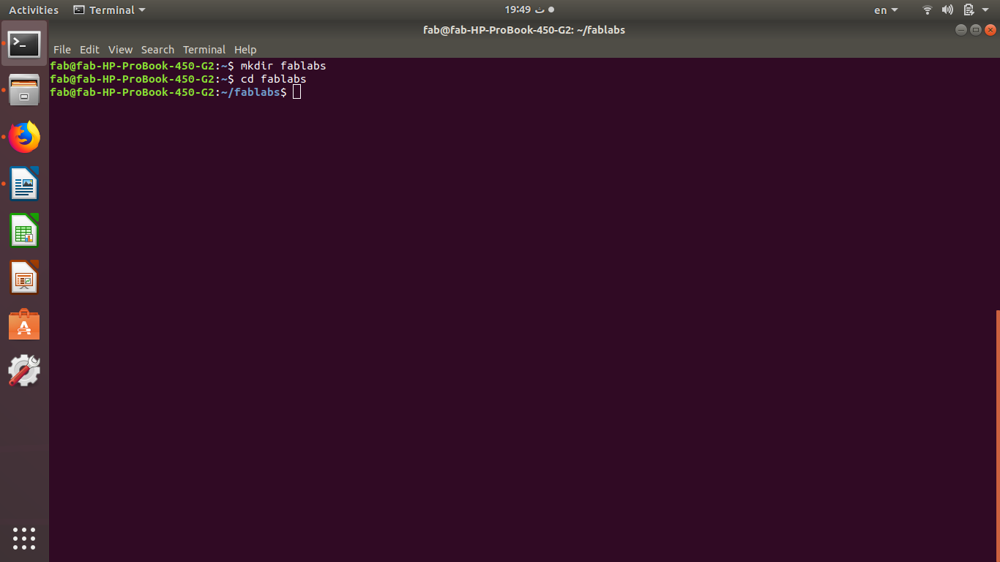 Activities Terminal 19:49 ث en
fab@fab-HP-ProBook-450-G2: ~/fablabs
File Edit View Search Terminal Help
fab@fab-HP-ProBook-450-G2:~$ mkdir fablabs
fab@fab-HP-ProBook-450-G2:~$ cd fablabs
fab@fab-HP-ProBook-450-G2:~/fablabs$